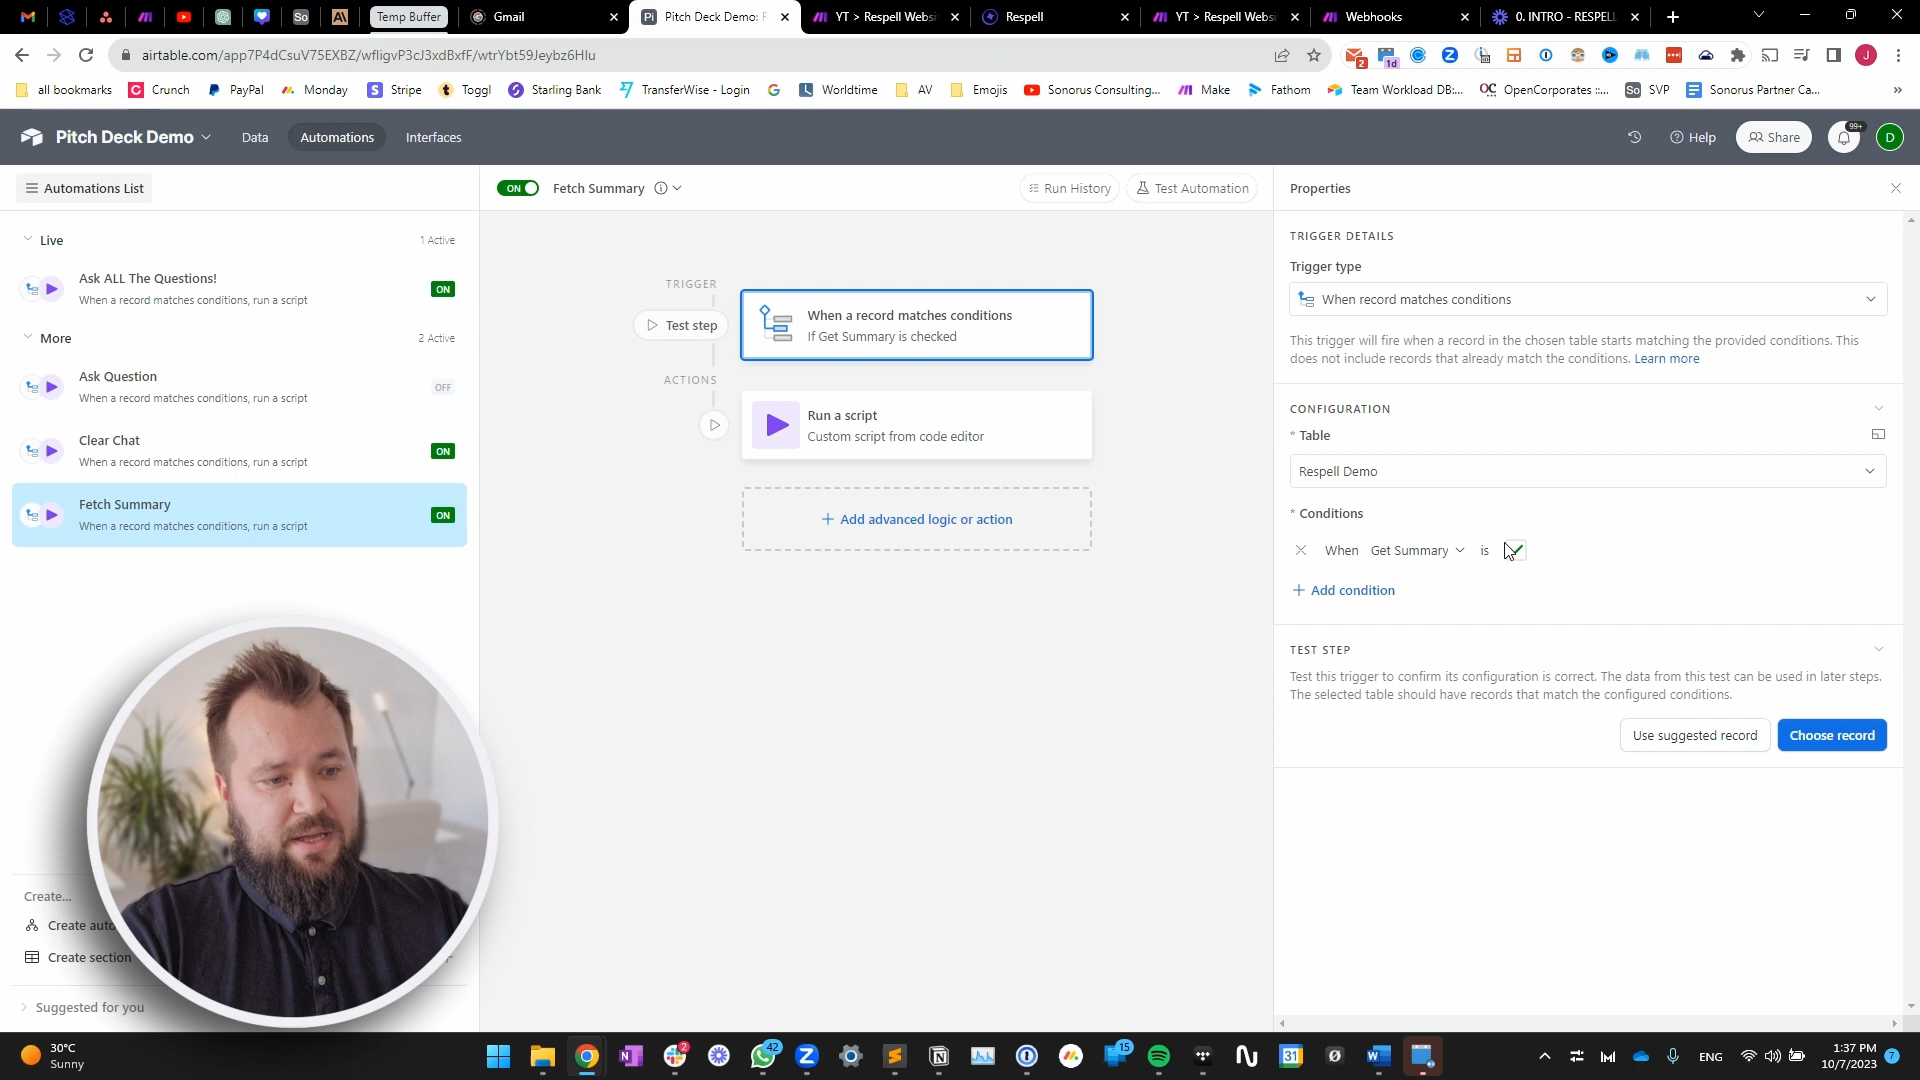 Temp Buffer
Gmail
Pitch Deck Demo: F
YT > Respell Websi
Respell
YT > Respell Websi
Webhooks
0. INTRO - RESPELL
airtable.com/app7P4dCsuV75EXBZ/wfligvP3cJ3xdBxfF/wtrYbt59Jeybz6HIu
2
1d
J
all bookmarks
Crunch
PayPal
Monday
Stripe
Toggl
Starling Bank
TransferWise - Login
Worldtime
AV
Emojis
Sonorus Consulting...
Make
Fathom
Team Workload DB:...
OpenCorporates ::...
SVP
Sonorus Partner Ca...
Pitch Deck Demo
Data
Automations
Interfaces
Help
Share
99+
D
Automations List
ON
Fetch Summary
Run History
Test Automation
Properties
Live
1 Active
Ask ALL The Questions!
When a record matches conditions, run a script
ON
More
2 Active
Ask Question
When a record matches conditions, run a script
OFF
Clear Chat
When a record matches conditions, run a script
ON
Fetch Summary
When a record matches conditions, run a script
ON
Create...
Create auto
Create section
Suggested for you
TRIGGER
Test step
When a record matches conditions
If Get Summary is checked
ACTIONS
Run a script
Custom script from code editor
Add advanced logic or action
TRIGGER DETAILS
Trigger type
When record matches conditions
This trigger will fire when a record in the chosen table starts matching the provided conditions. This
does not include records that already match the conditions. Learn more
CONFIGURATION
* Table
Respell Demo
* Conditions
When Get Summary is
Add condition
TEST STEP
Test this trigger to confirm its configuration is correct. The data from this test can be used in later steps.
The selected table should have records that match the configured conditions.
Use suggested record
Choose record
30°C
Sunny
2
42
15
31
ENG
1:37 PM
10/7/2023
7